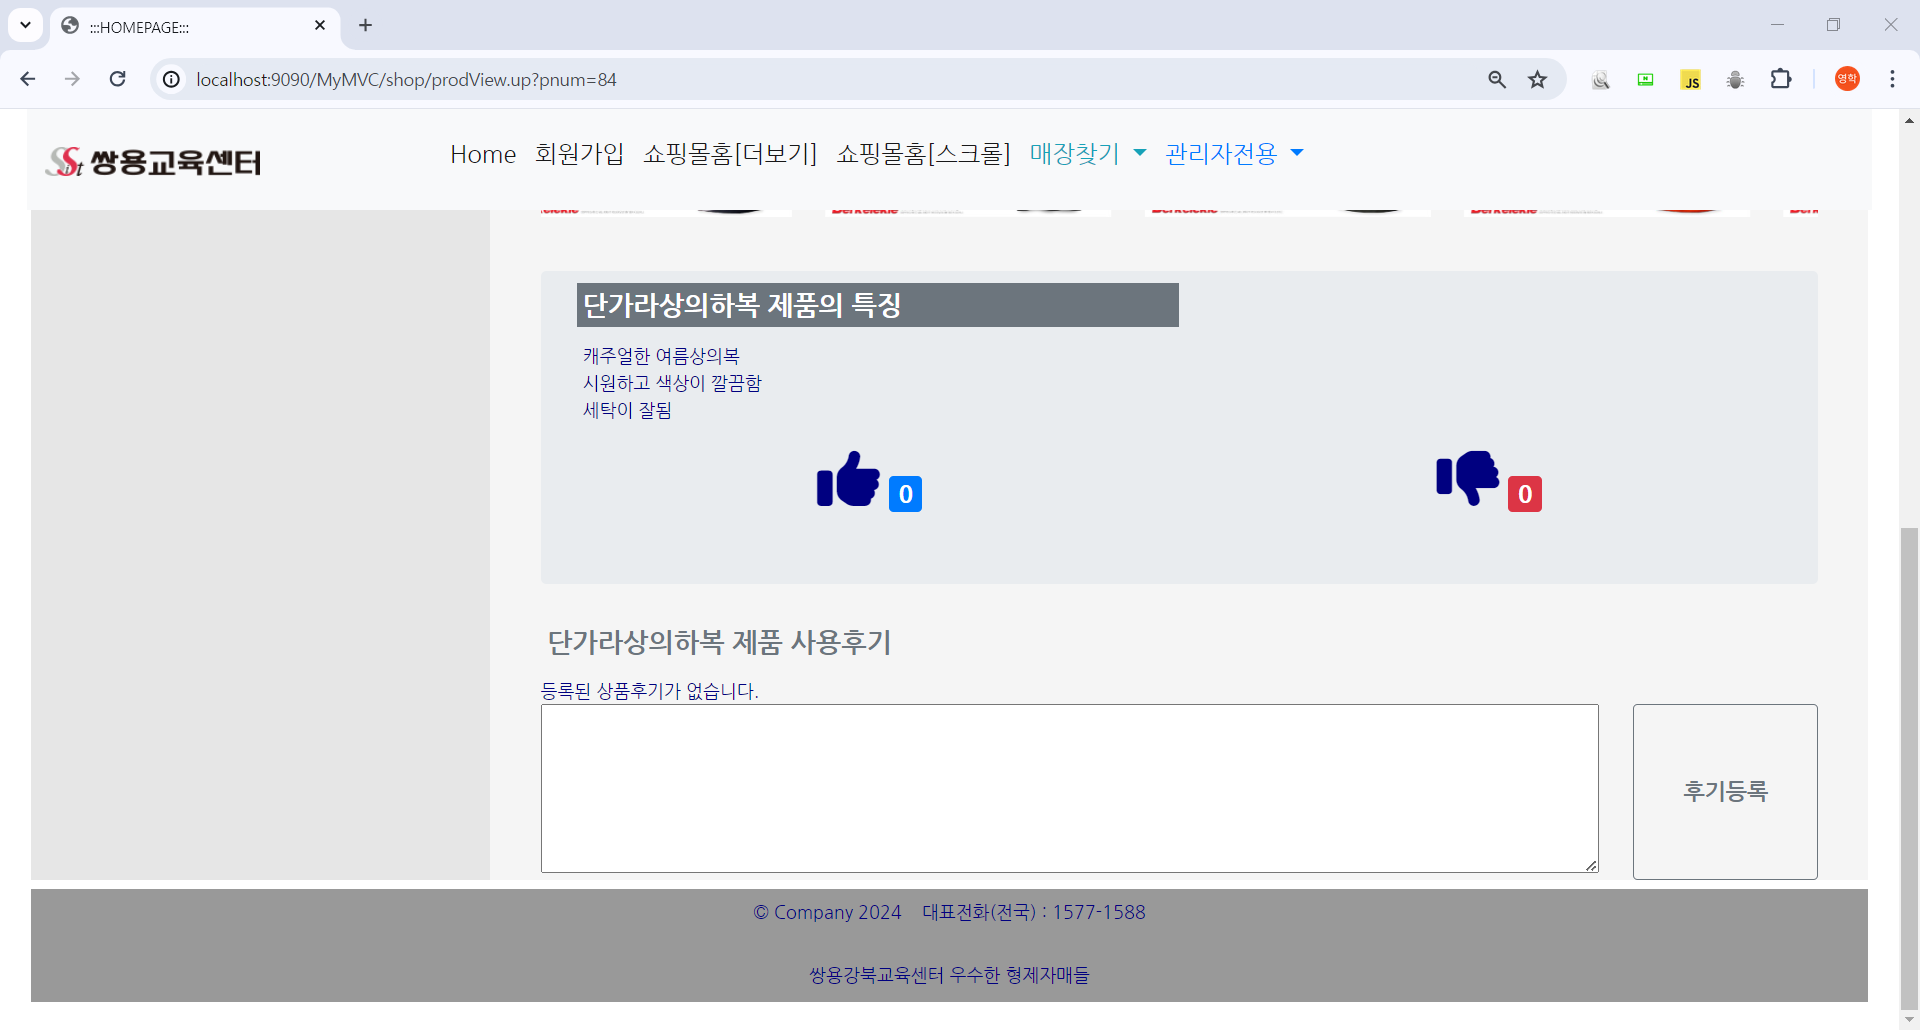 :::HOMEPAGE:::
localhost:9090/MyMVC/shop/prodView.up?pnum=84
JS
영학
SSist 쌍용교육센터
Home 회원가입 쇼핑몰홈[더보기] 쇼핑몰홈[스크롤] 매장찾기 관리자전용
단가라상의하복 제품의 특징
캐주얼한 여름상의복
시원하고 색상이 깔끔함
세탁이 잘됨
0
0
단가라상의하복 제품 사용후기
등록된 상품후기가 없습니다.
후기등록
© Company 2024 대표전화(전국) : 1577-1588
쌍용강북교육센터 우수한 형제자매들